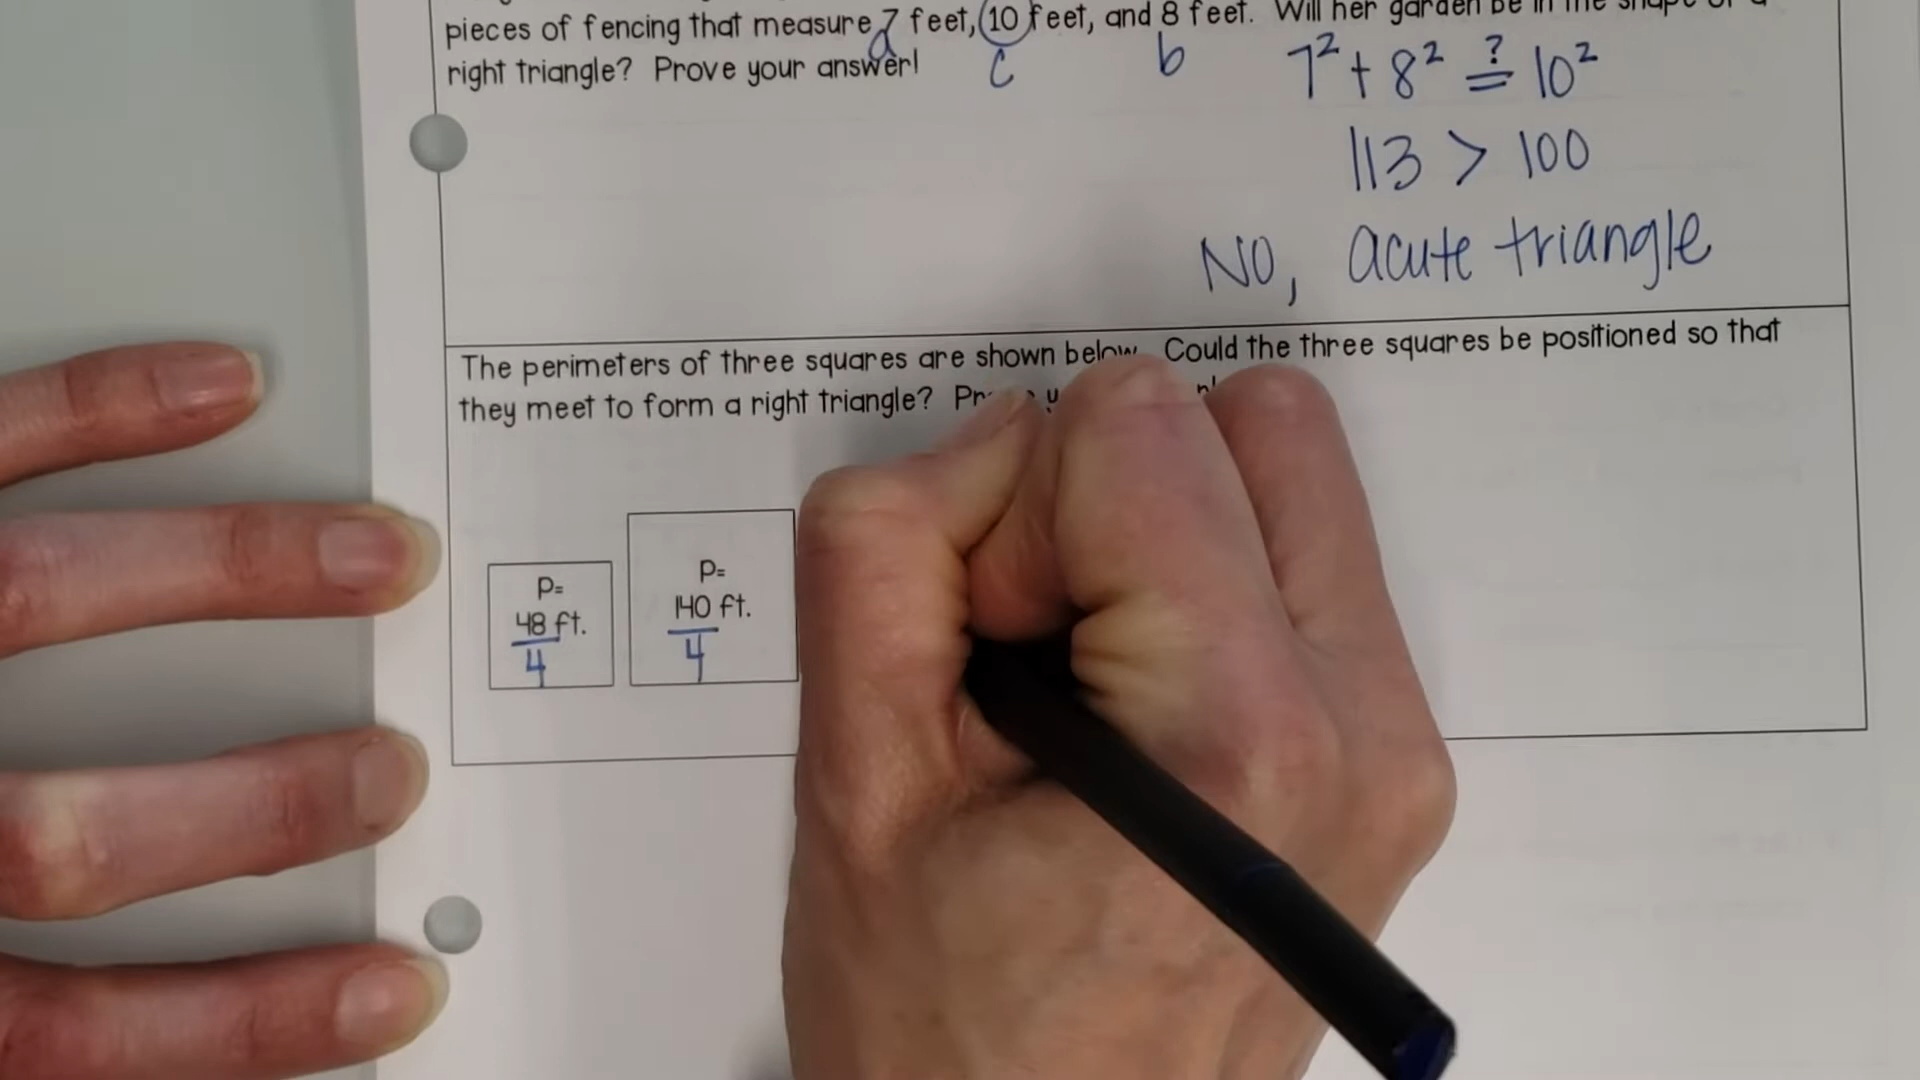 pieces of fencing that measure 7 feet, 10 feet, and 8 feet. Will her garden be in the shape of a
a
c
b
right triangle? Prove your answer!
7² + 8² ≟ 10²
113 > 100
NO, acute triangle
The perimeters of three squares are shown below. Could the three squares be positioned so that
they meet to form a right triangle?
P=
48 ft.
4
P=
140 ft.
4